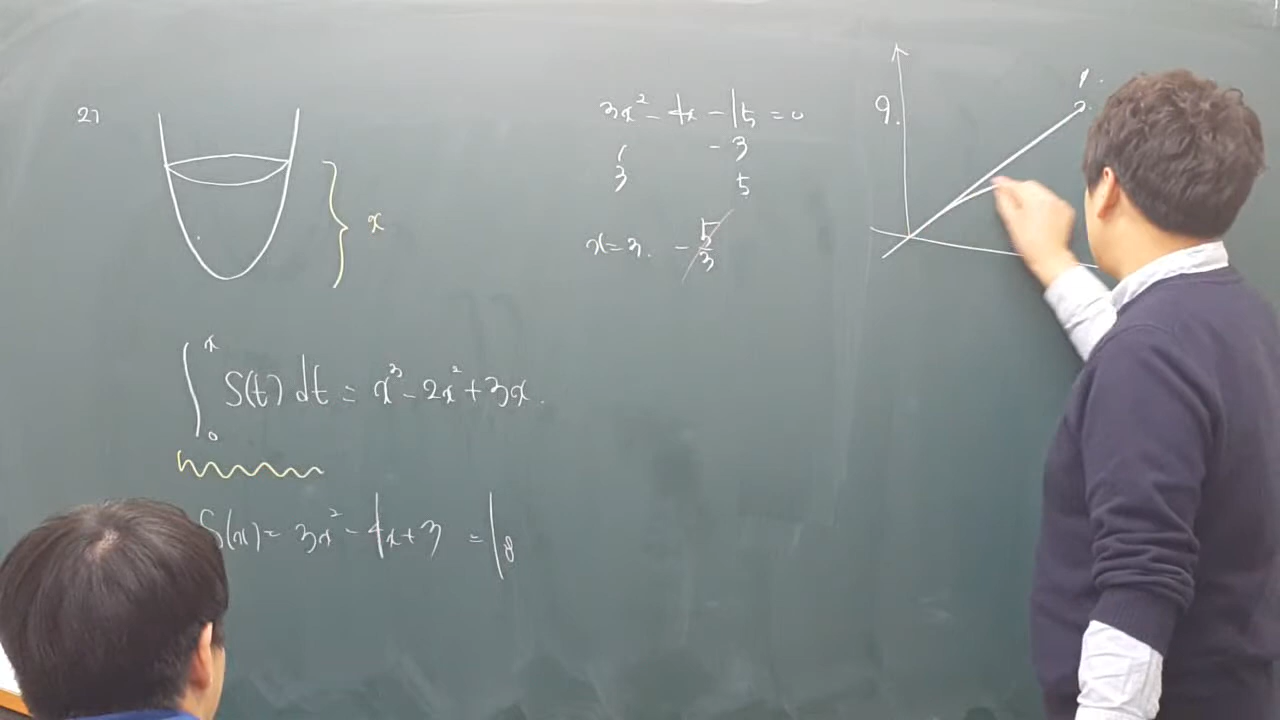 27
x
∫₀ˣ S(t) dt = x³ - 2x² + 3x.
S(x) = 3x² - 4x + 3 = 18
3x² - 4x - 15 = 0
1 -3
3 5
x = 3. -5/3
9.